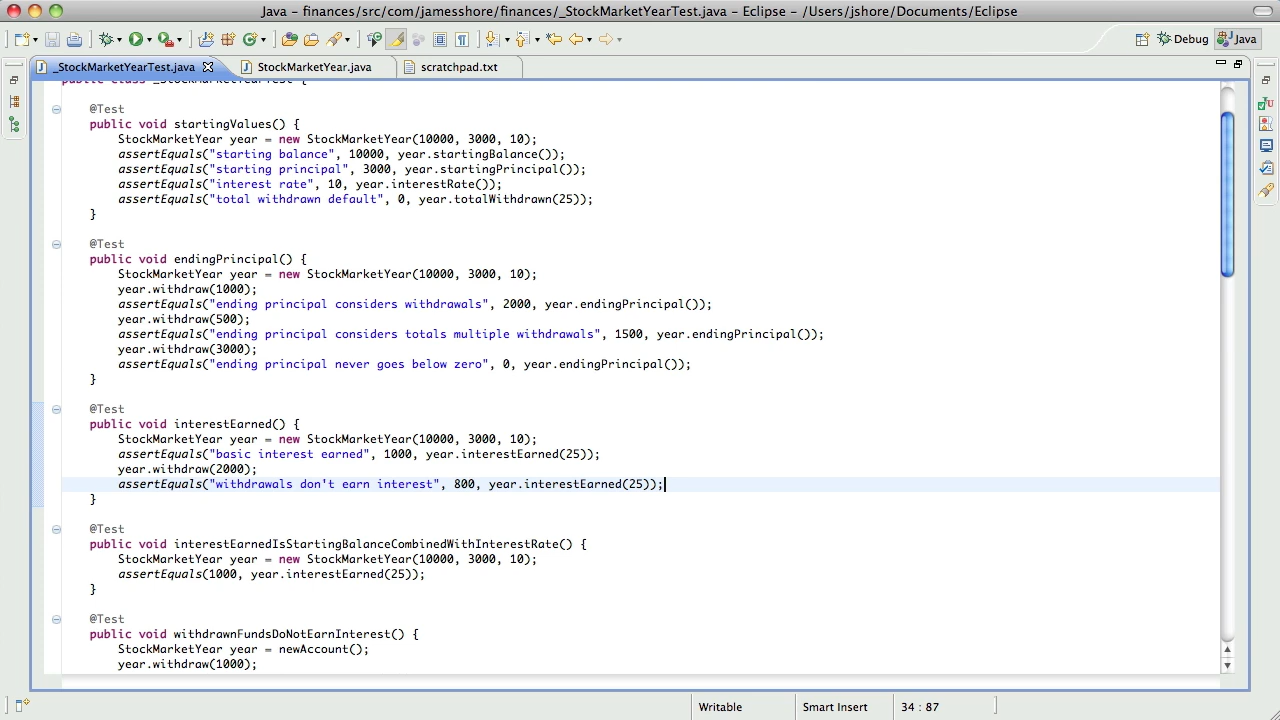 Java - finances/src/com/jamesshore/finances/_StockMarketYearTest.java - Eclipse - /Users/jshore/Documents/Eclipse
Debug
Java
_StockMarketYearTest.java
StockMarketYear.java
scratchpad.txt
public class _StockMarketYearTest {
@Test
public void startingValues() {
StockMarketYear year = new StockMarketYear(10000, 3000, 10);
assertEquals("starting balance", 10000, year.startingBalance());
assertEquals("starting principal", 3000, year.startingPrincipal());
assertEquals("interest rate", 10, year.interestRate());
assertEquals("total withdrawn default", 0, year.totalWithdrawn(25));
}
@Test
public void endingPrincipal() {
StockMarketYear year = new StockMarketYear(10000, 3000, 10);
year.withdraw(1000);
assertEquals("ending principal considers withdrawals", 2000, year.endingPrincipal());
year.withdraw(500);
assertEquals("ending principal considers totals multiple withdrawals", 1500, year.endingPrincipal());
year.withdraw(3000);
assertEquals("ending principal never goes below zero", 0, year.endingPrincipal());
}
@Test
public void interestEarned() {
StockMarketYear year = new StockMarketYear(10000, 3000, 10);
assertEquals("basic interest earned", 1000, year.interestEarned(25));
year.withdraw(2000);
assertEquals("withdrawals don't earn interest", 800, year.interestEarned(25));
}
@Test
public void interestEarnedIsStartingBalanceCombinedWithInterestRate() {
StockMarketYear year = new StockMarketYear(10000, 3000, 10);
assertEquals(1000, year.interestEarned(25));
}
@Test
public void withdrawnFundsDoNotEarnInterest() {
StockMarketYear year = newAccount();
year.withdraw(1000);
Writable
Smart Insert
34 : 87